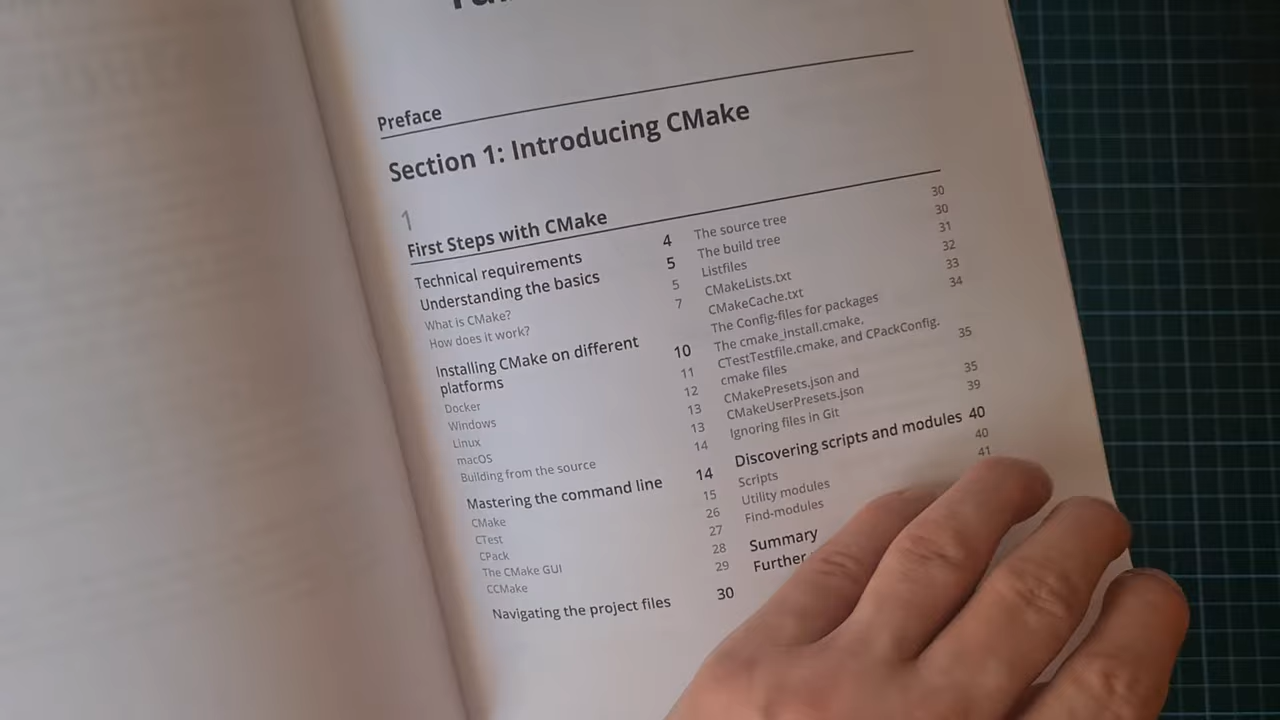 Preface
Section 1: Introducing CMake
1
First Steps with CMake
Technical requirements 4
Understanding the basics 5
What is CMake? 5
How does it work? 7
Installing CMake on different
platforms 10
Docker 11
Windows 12
Linux 13
macOS 13
Building from the source 14
Mastering the command line 14
CMake 15
CTest 26
CPack 27
The CMake GUI 28
CCMake 29
Navigating the project files 30
The source tree 30
The build tree 30
Listfiles 31
CMakeLists.txt 32
CMakeCache.txt 33
The Config-files for packages 34
The cmake_install.cmake,
CTestTestfile.cmake, and CPackConfig.
cmake files 35
CMakePresets.json and
CMakeUserPresets.json 35
Ignoring files in Git 39
Discovering scripts and modules 40
Scripts 40
Utility modules 41
Find-modules
Summary
Further